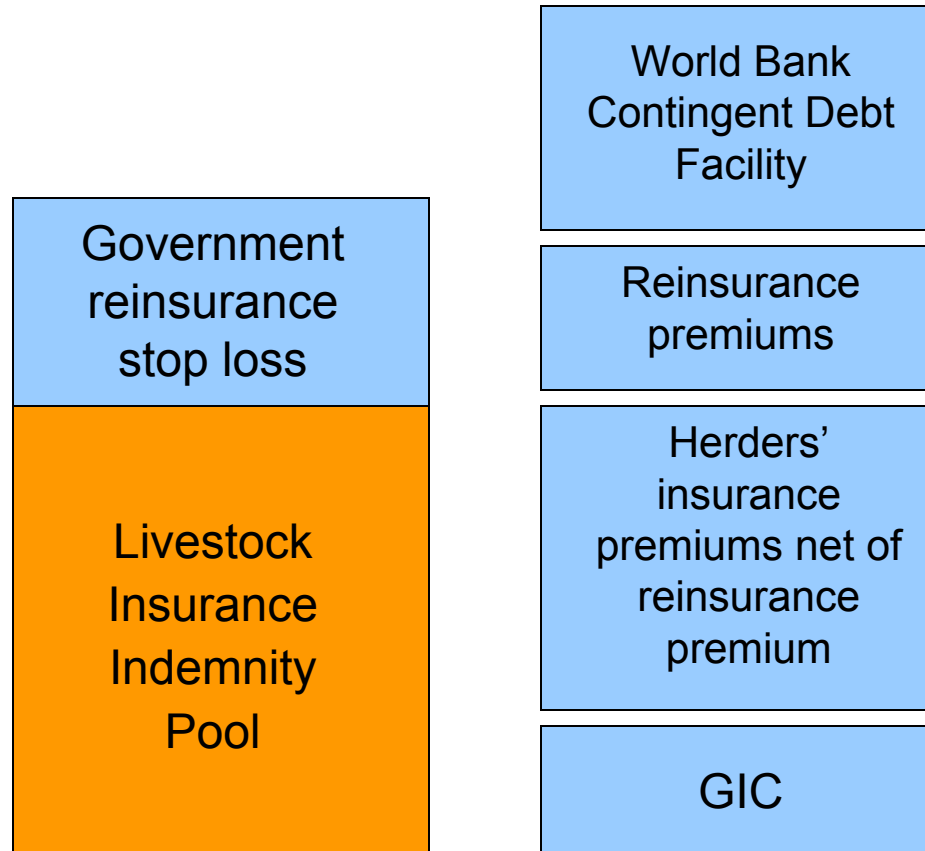 Government
reinsurance
stop loss
Livestock
Insurance
Indemnity
Pool
World Bank
Contingent Debt
Facility
Reinsurance
premiums
Herders’
insurance
premiums net of
reinsurance
premium
GIC